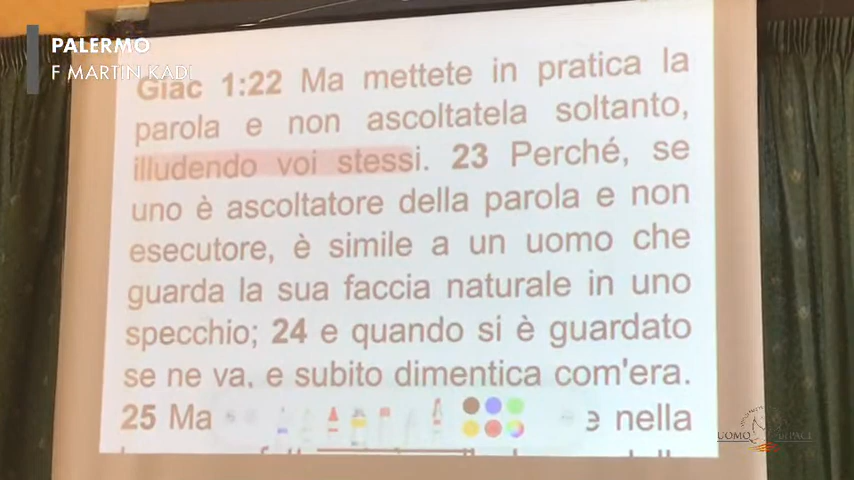 PALERMO
F MARTIN KADI
Giac 1:22 Ma mettete in pratica la
parola e non ascoltatela soltanto,
illudendo voi stessi. 23 Perché, se
uno è ascoltatore della parola e non
esecutore, è simile a un uomo che
guarda la sua faccia naturale in uno
specchio; 24 e quando si è guardato
se ne va, e subito dimentica com'era.
25 Ma e nella
UOMO DI PACE